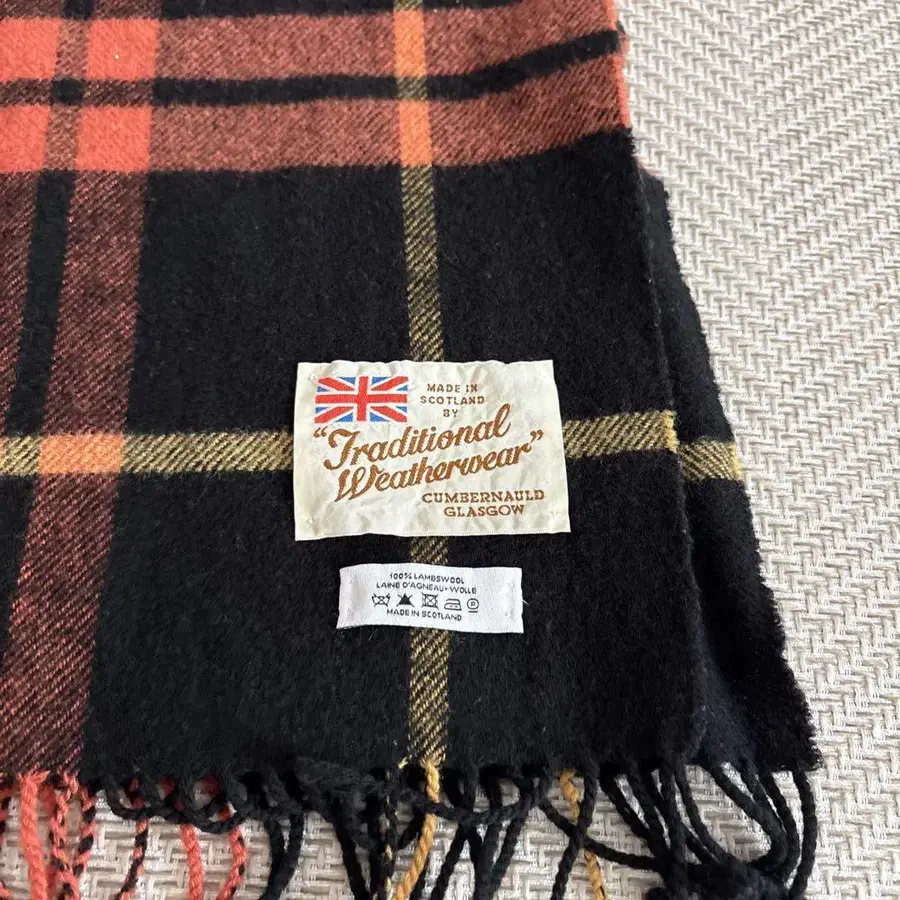 MADE IN
SCOTLAND
BY
"Traditional
Weatherwear"
CUMBERNAULD
GLASGOW
100% LAMBSWOOL
LAINE D'AGNEAU • WOLLE
MADE IN SCOTLAND